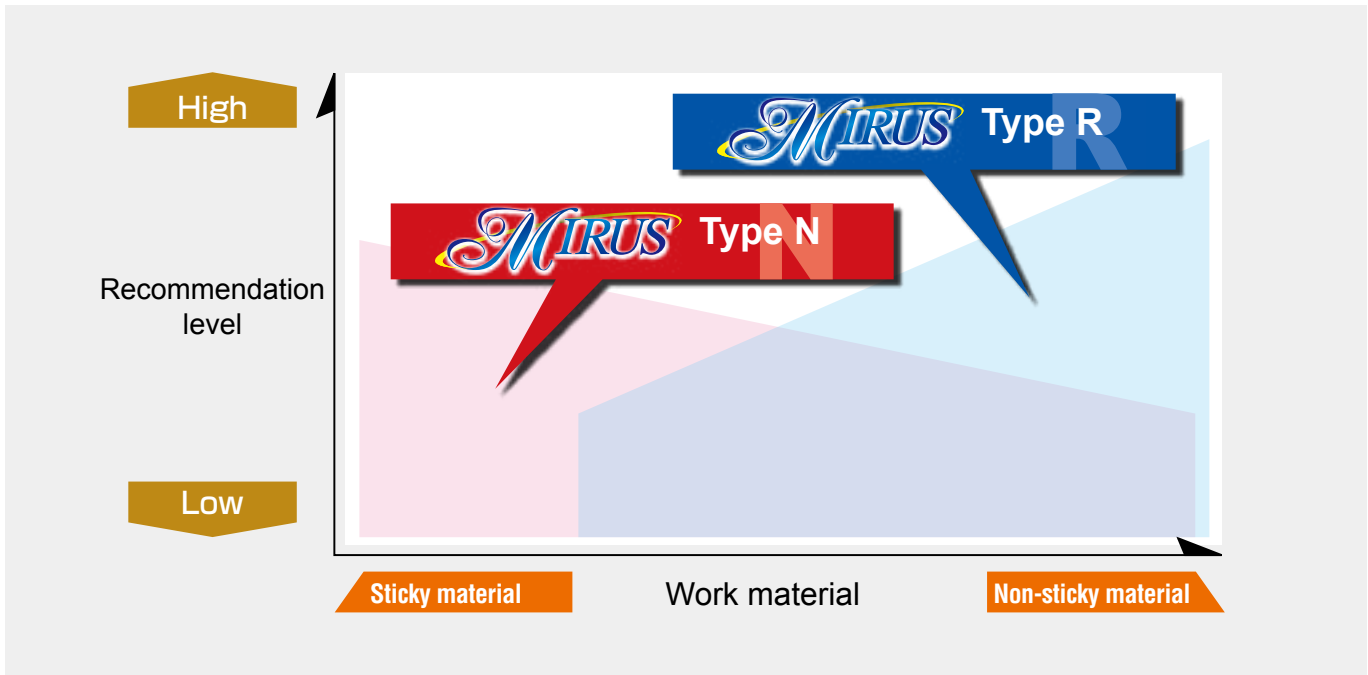 High
MIRUS Type R
R
MIRUS Type N
N
Recommendation
level
Low
Sticky material
Work material
Non-sticky material